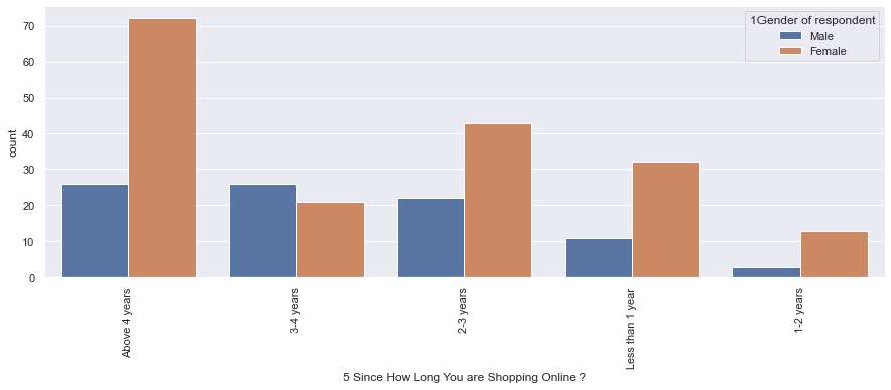 1Gender of respondent
Male
Female
count
70
60
50
40
30
20
10
0
Above 4 years
3-4 years
2-3 years
Less than 1 year
1-2 years
5 Since How Long You are Shopping Online ?